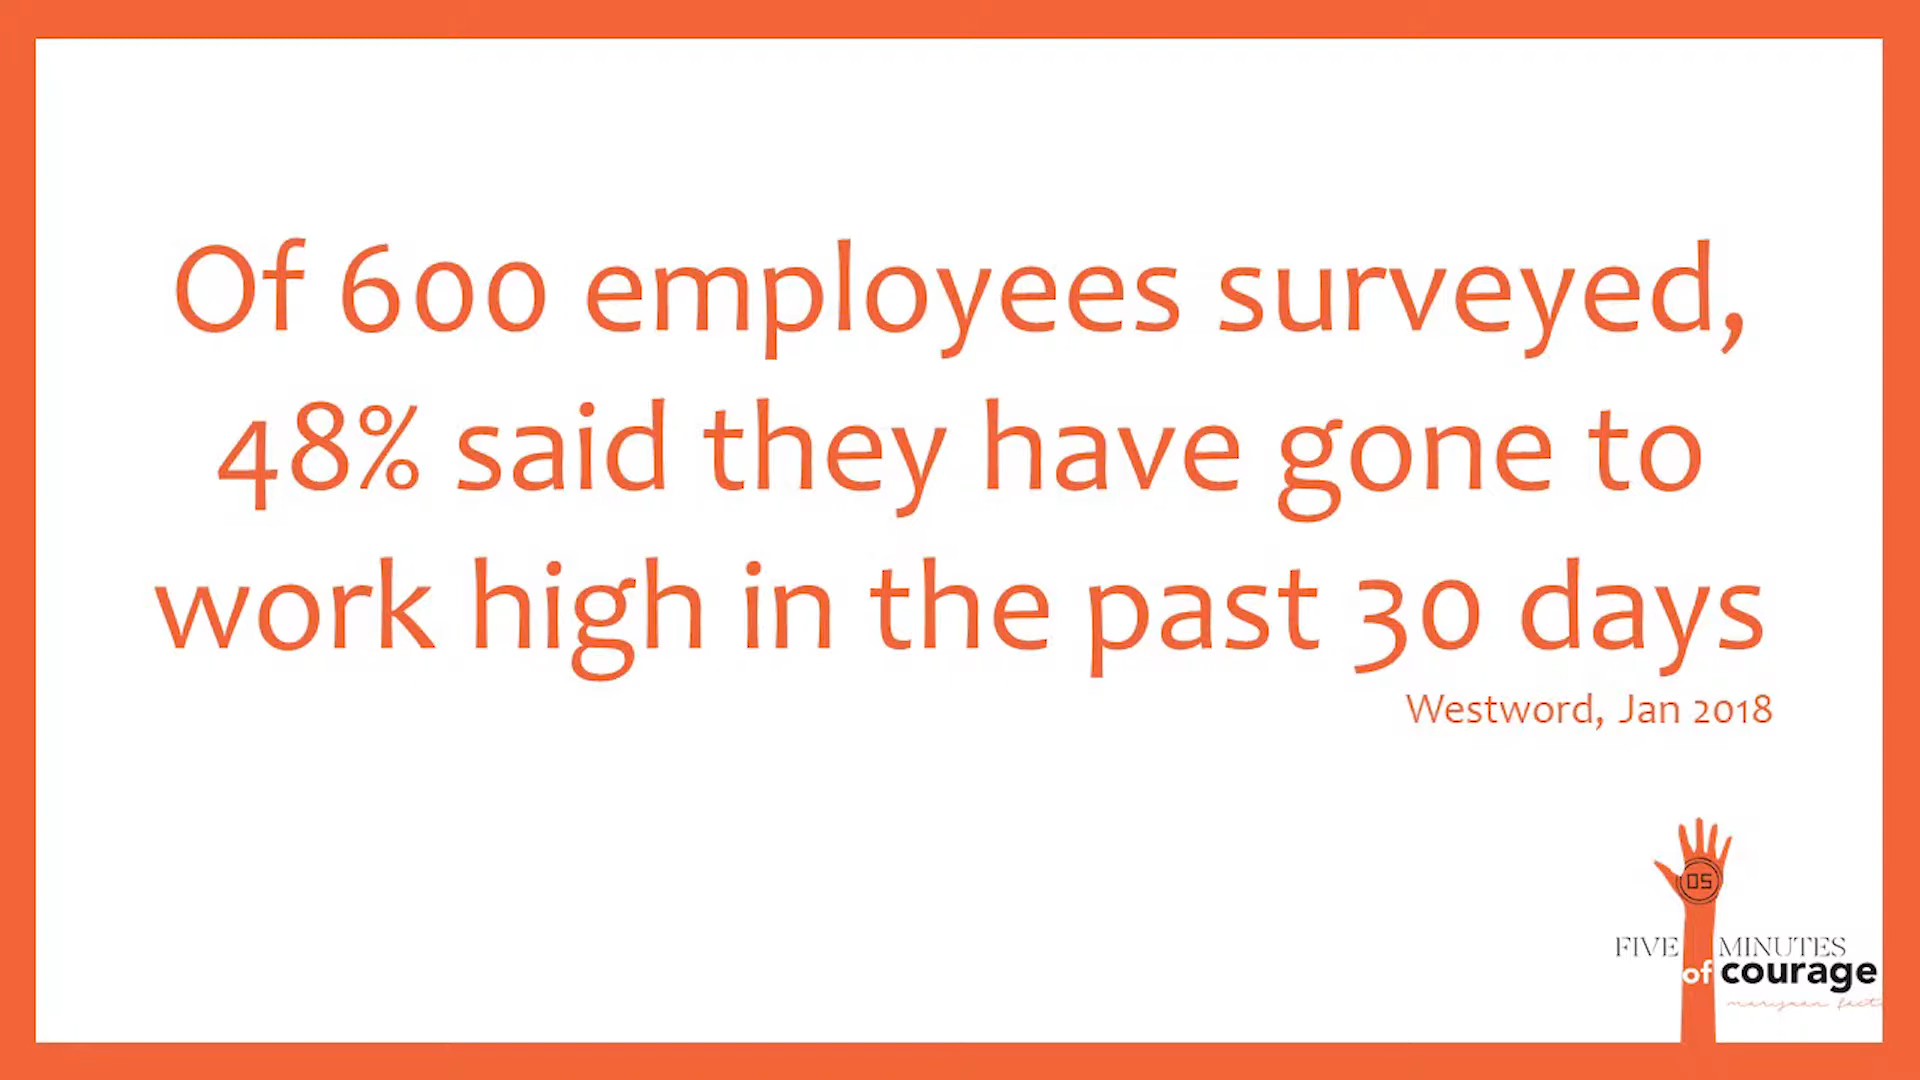 Of 600 employees surveyed,
48% said they have gone to
work high in the past 30 days
Westword, Jan 2018
05
FIVE MINUTES
of courage